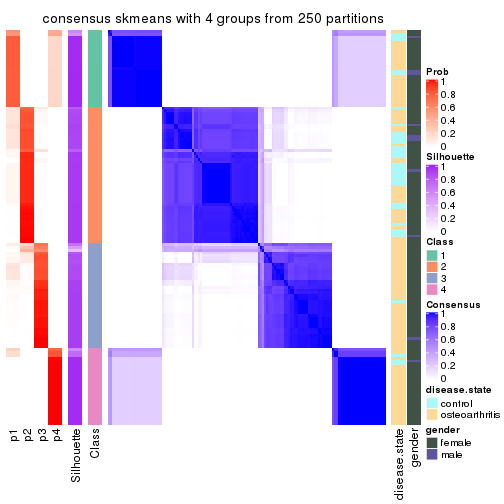 consensus skmeans with 4 groups from 250 partitions
Prob
1
0.8
0.6
0.4
0.2
0
Silhouette
1
0.8
0.6
0.4
0.2
0
Class
1
2
3
4
Consensus
1
0.8
0.6
0.4
0.2
0
disease.state
control
osteoarthritis
gender
female
male
p1
p2
p3
p4
Silhouette
Class
disease.state
gender